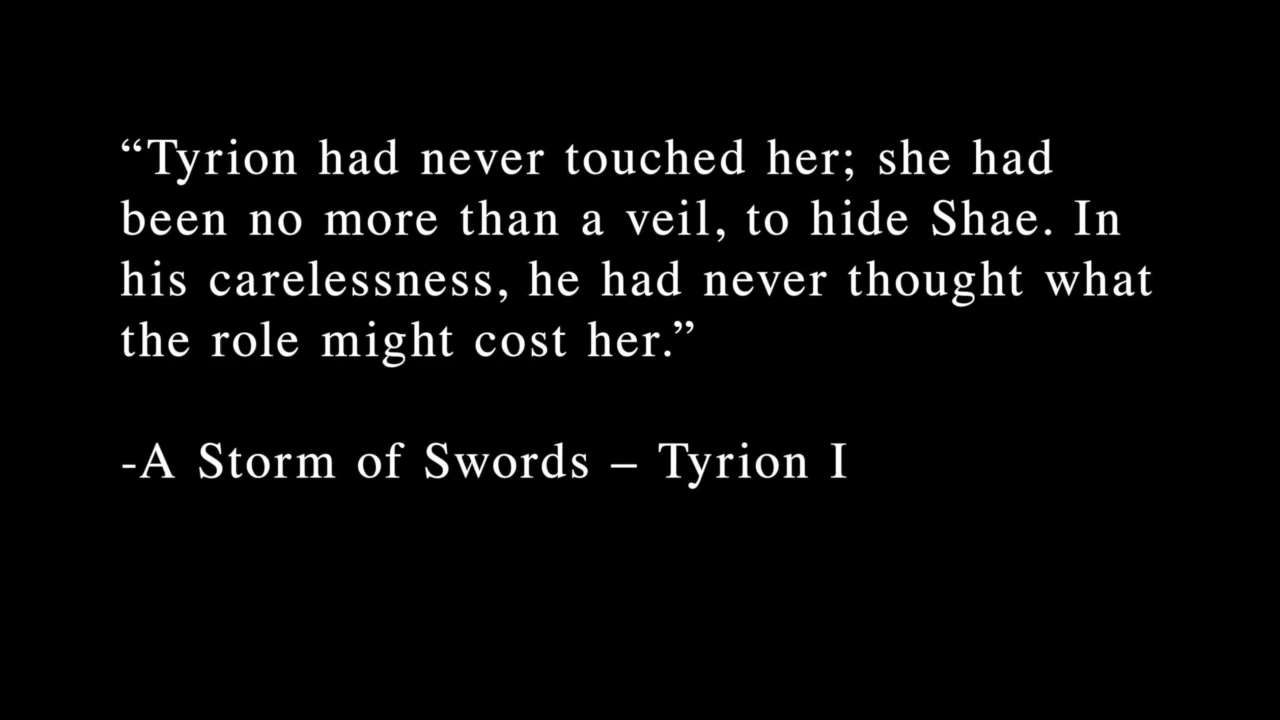 “Tyrion had never touched her; she had
been no more than a veil, to hide Shae. In
his carelessness, he had never thought what
the role might cost her.”
-A Storm of Swords – Tyrion I